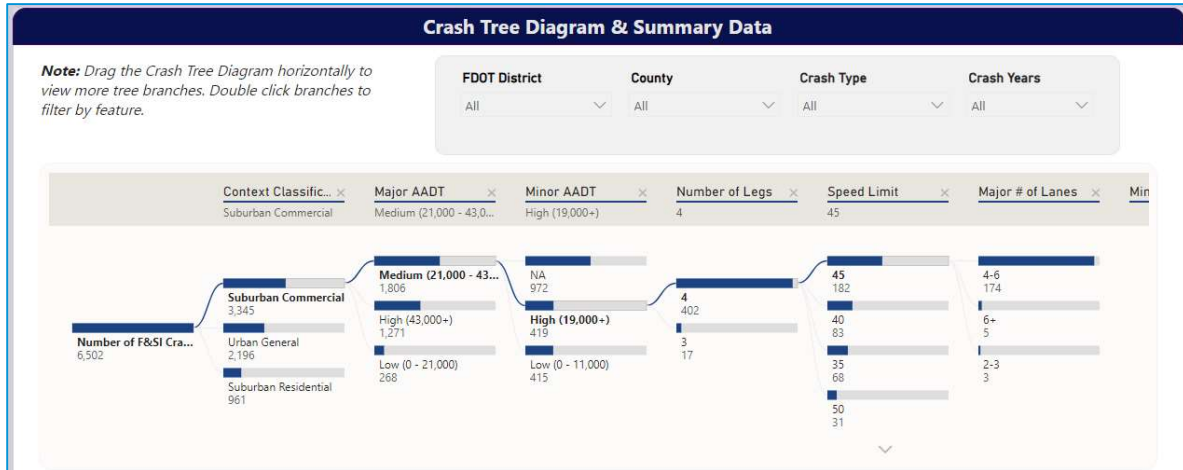 Crash Tree Diagram & Summary Data
Note: Drag the Crash Tree Diagram horizontally to
view more tree branches. Double click branches to
filter by feature.
FDOT District
County
Crash Type
Crash Years
All
All
All
All
Context Classific...
Major AADT
Minor AADT
Number of Legs
Speed Limit
Major # of Lanes
Min
Suburban Commercial
Medium (21,000 - 43,0...
High (19,000+)
4
45
Number of F&SI Cra...
6,502
Suburban Commercial
3,345
Urban General
2,196
Suburban Residential
961
Medium (21,000 - 43...
1,806
High (43,000+)
1,271
Low (0 - 21,000)
268
NA
972
High (19,000+)
419
Low (0 - 11,000)
415
4
402
3
17
45
182
40
83
35
68
50
31
4-6
174
6+
5
2-3
3